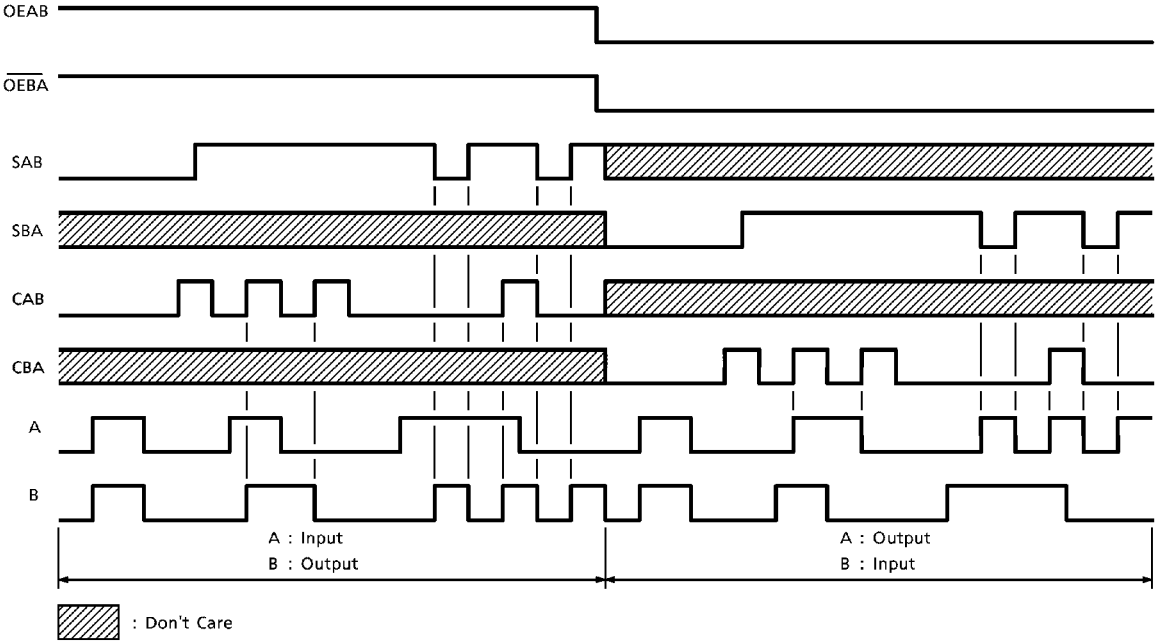 OEAB
OEBA
SAB
SBA
CAB
CBA
A
B
A : Input
B : Output
A : Output
B : Input
: Don't Care